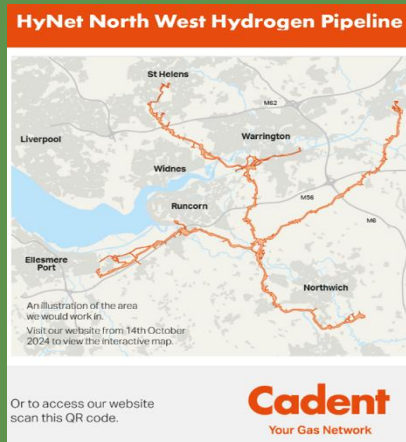 HyNet North West Hydrogen Pipeline
St Helens
M62
Liverpool
Warrington
Widnes
Runcorn
M56
M6
Ellesmere
Port
Northwich
An illustration of the area
we would work in.
Visit our website from 14th October
2024 to view the interactive map.
Or to access our website
scan this QR code.
Cadent
Your Gas Network